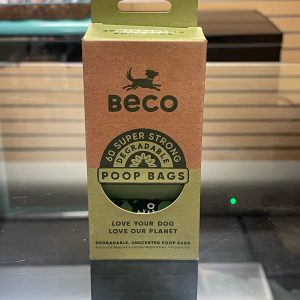 BECO
60 SUPER STRONG
DEGRADABLE
POOP BAGS
LOVE YOUR DOG
LOVE OUR PLANET
DEGRADABLE, UNSCENTED POOP BAGS